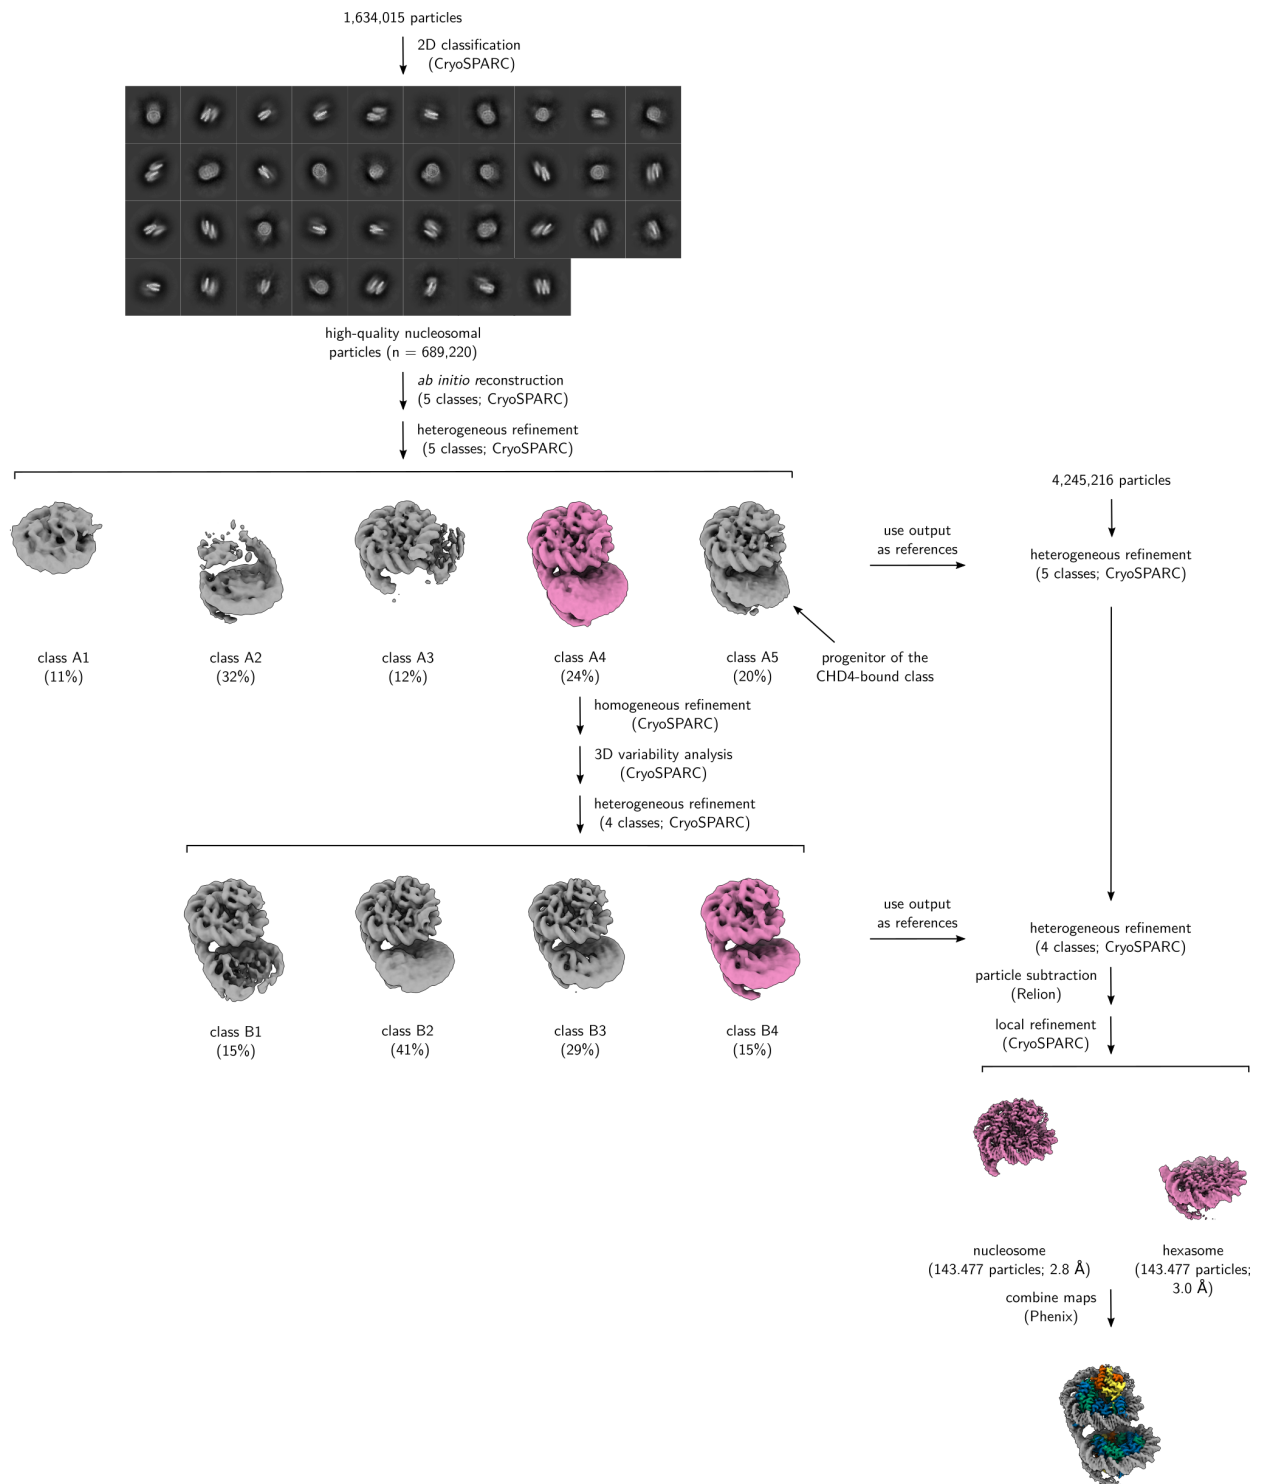 1,634,015 particles
2D classification
(CryoSPARC)
high-quality nucleosomal
particles (n = 689,220)
ab initio reconstruction
(5 classes; CryoSPARC)
heterogeneous refinement
(5 classes; CryoSPARC)
4,245,216 particles
use output
as references
heterogeneous refinement
(5 classes; CryoSPARC)
class A1
(11%)
class A2
(32%)
class A3
(12%)
class A4
(24%)
class A5
(20%)
progenitor of the
CHD4-bound class
homogeneous refinement
(CryoSPARC)
3D variability analysis
(CryoSPARC)
heterogeneous refinement
(4 classes; CryoSPARC)
use output
as references
heterogeneous refinement
(4 classes; CryoSPARC)
particle subtraction
(Relion)
local refinement
(CryoSPARC)
class B1
(15%)
class B2
(41%)
class B3
(29%)
class B4
(15%)
nucleosome
(143.477 particles; 2.8 Å)
hexasome
(143.477 particles;
3.0 Å)
combine maps
(Phenix)